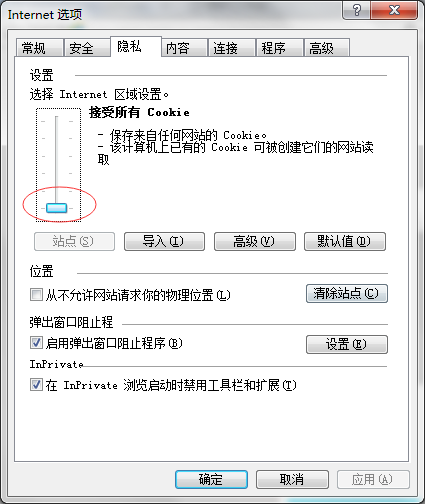 Internet 选项
常规 安全 隐私 内容 连接 程序 高级
设置
选择 Internet 区域设置。
接受所有 Cookie
- 保存来自任何网站的 Cookie。
- 该计算机上已有的 Cookie 可被创建它们的网站读
取
站点(S) 导入(I) 高级(V) 默认值(D)
位置
从不允许网站请求你的物理位置(L) 清除站点(C)
弹出窗口阻止程
启用弹出窗口阻止程序(B) 设置(E)
InPrivate
在 InPrivate 浏览启动时禁用工具栏和扩展(T)
确定 取消 应用(A)